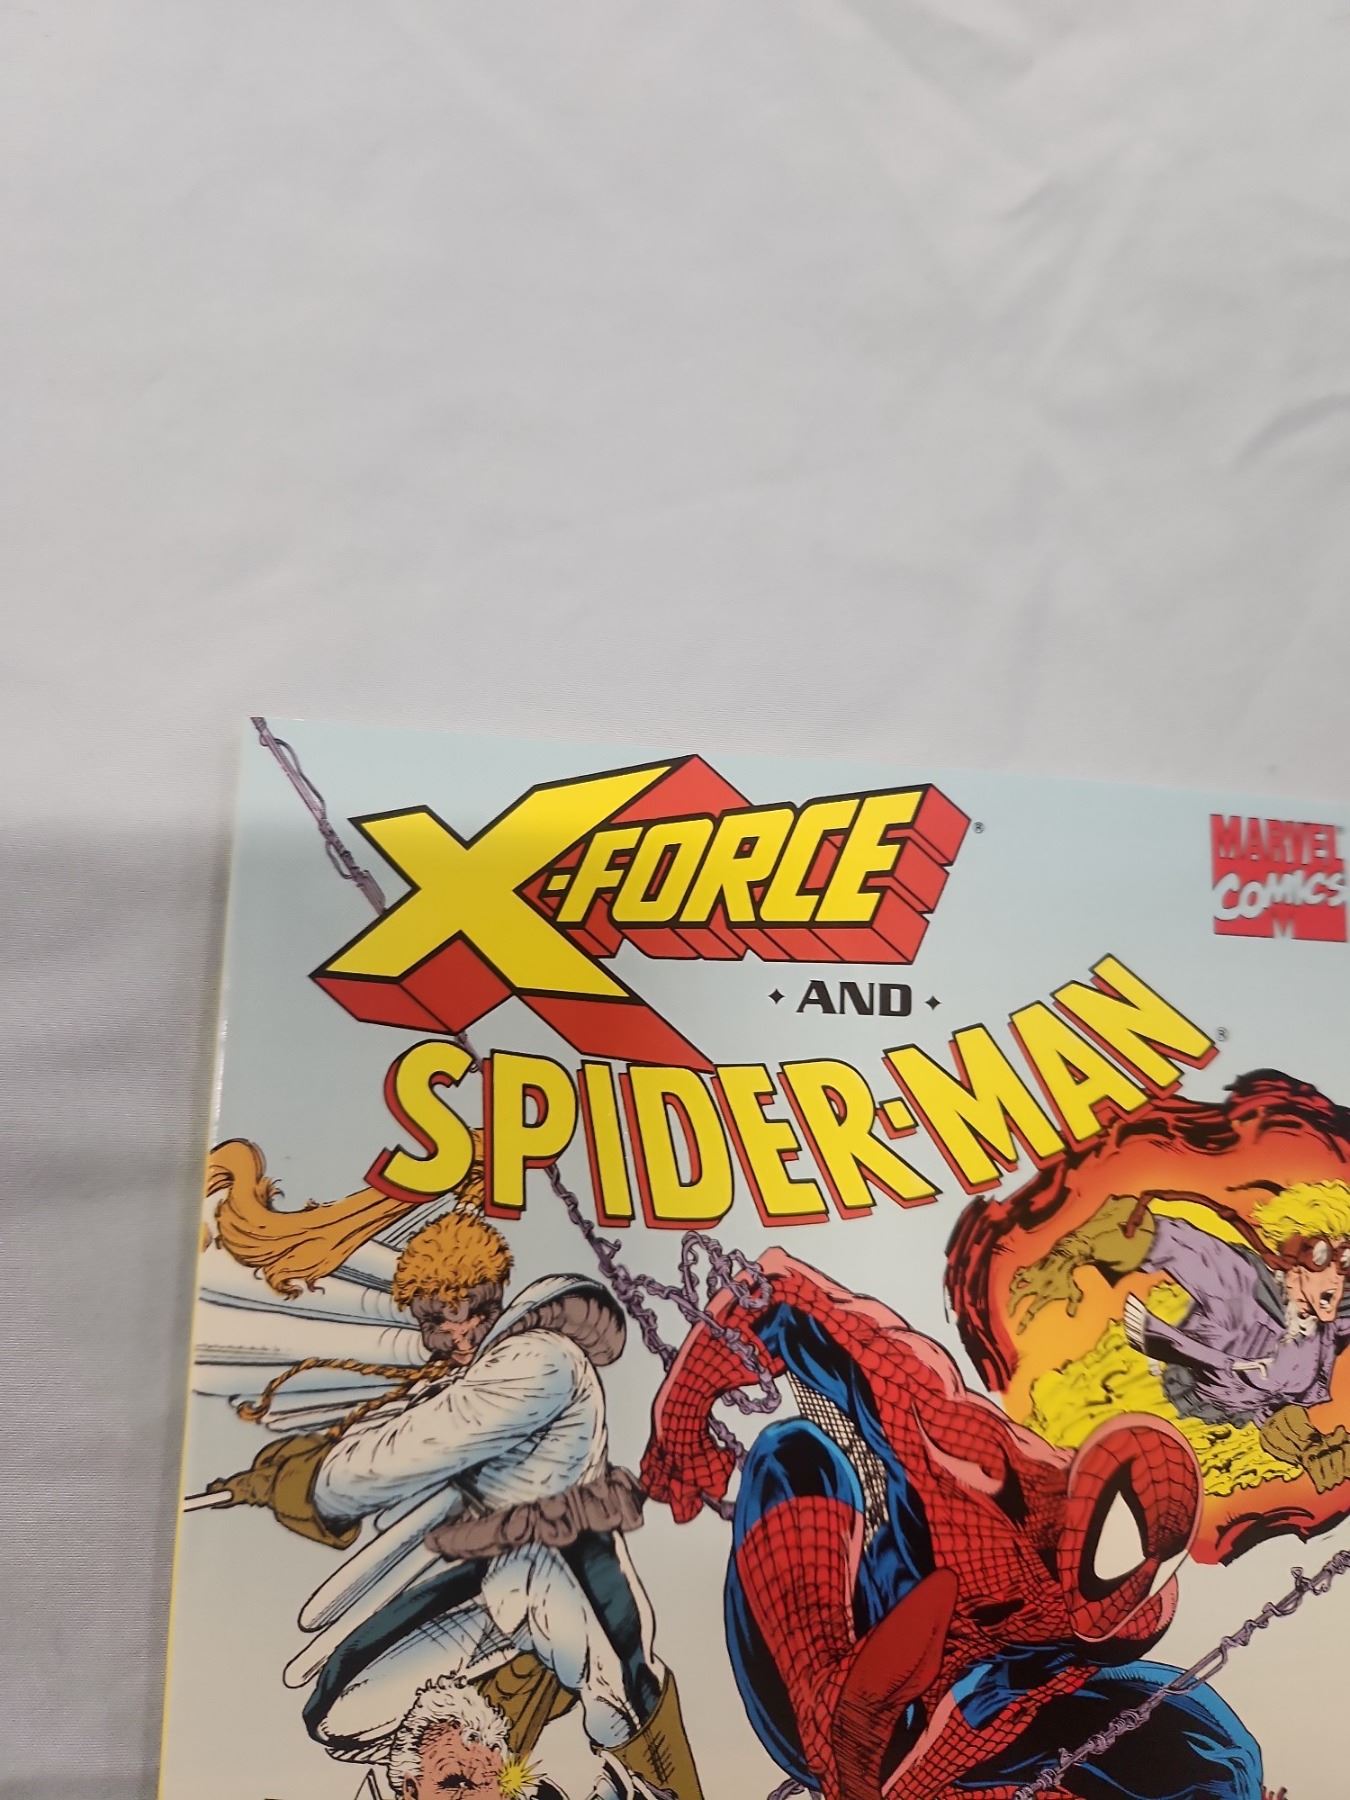 X-FORCE®
MARVEL
COMICS
M
AND
SPIDER-MAN®